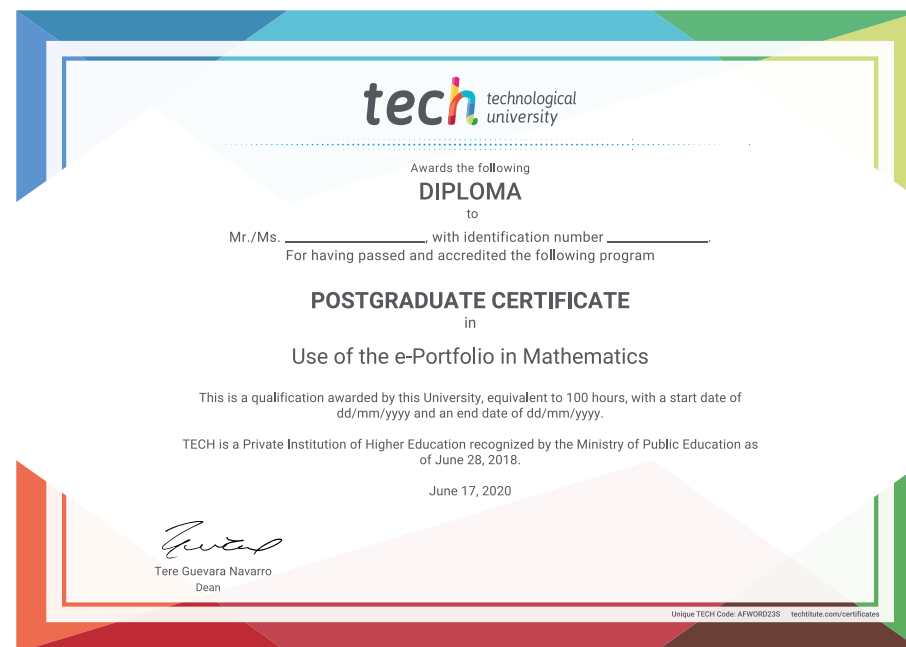 tech technological
university
Awards the following
DIPLOMA
to
Mr./Ms. ____________________, with identification number ______________.
For having passed and accredited the following program
POSTGRADUATE CERTIFICATE
in
Use of the e-Portfolio in Mathematics
This is a qualification awarded by this University, equivalent to 100 hours, with a start date of
dd/mm/yyyy and an end date of dd/mm/yyyy.
TECH is a Private Institution of Higher Education recognized by the Ministry of Public Education as
of June 28, 2018.
June 17, 2020
Tere Guevara Navarro
Dean
Unique TECH Code: AFWORD23S techtitute.com/certificates